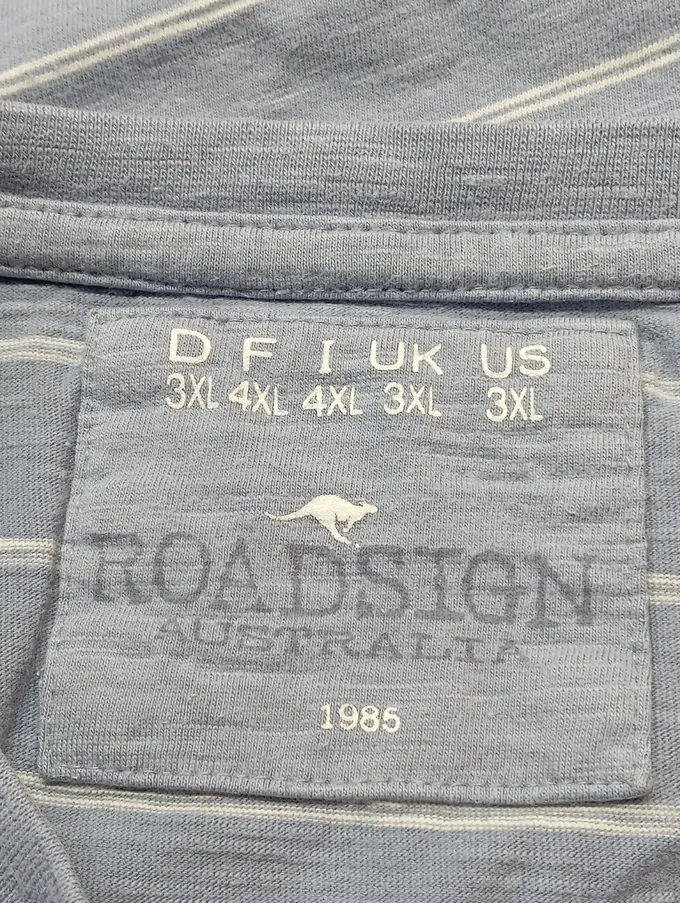 D F I UK US
3XL 4XL 4XL 3XL 3XL
ROADSIGN
AUSTRALIA
1985